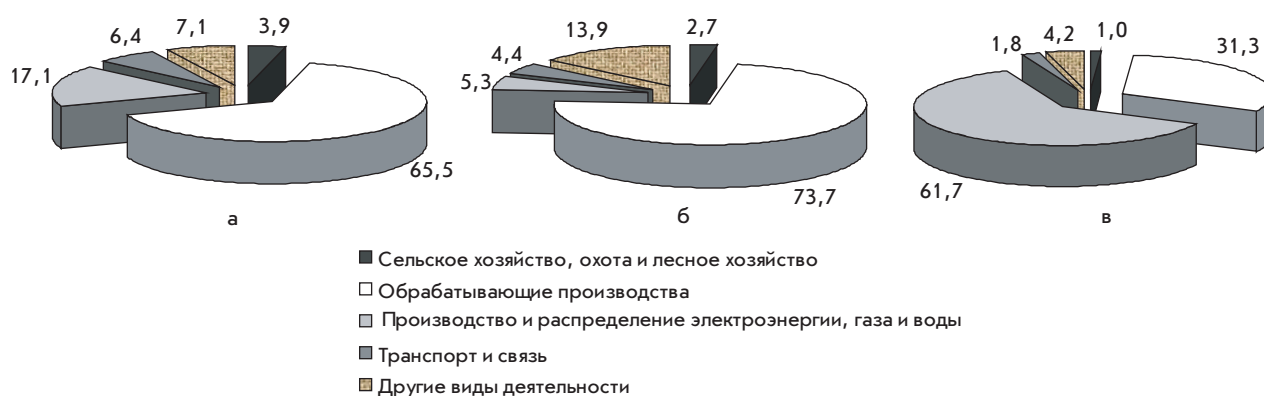 3,9
7,1
6,4
17,1
65,5
а
2,7
13,9
4,4
5,3
73,7
б
1,0
4,2
1,8
31,3
61,7
в
Сельское хозяйство, охота и лесное хозяйство
Обрабатывающие производства
Производство и распределение электроэнергии, газа и воды
Транспорт и связь
Другие виды деятельности